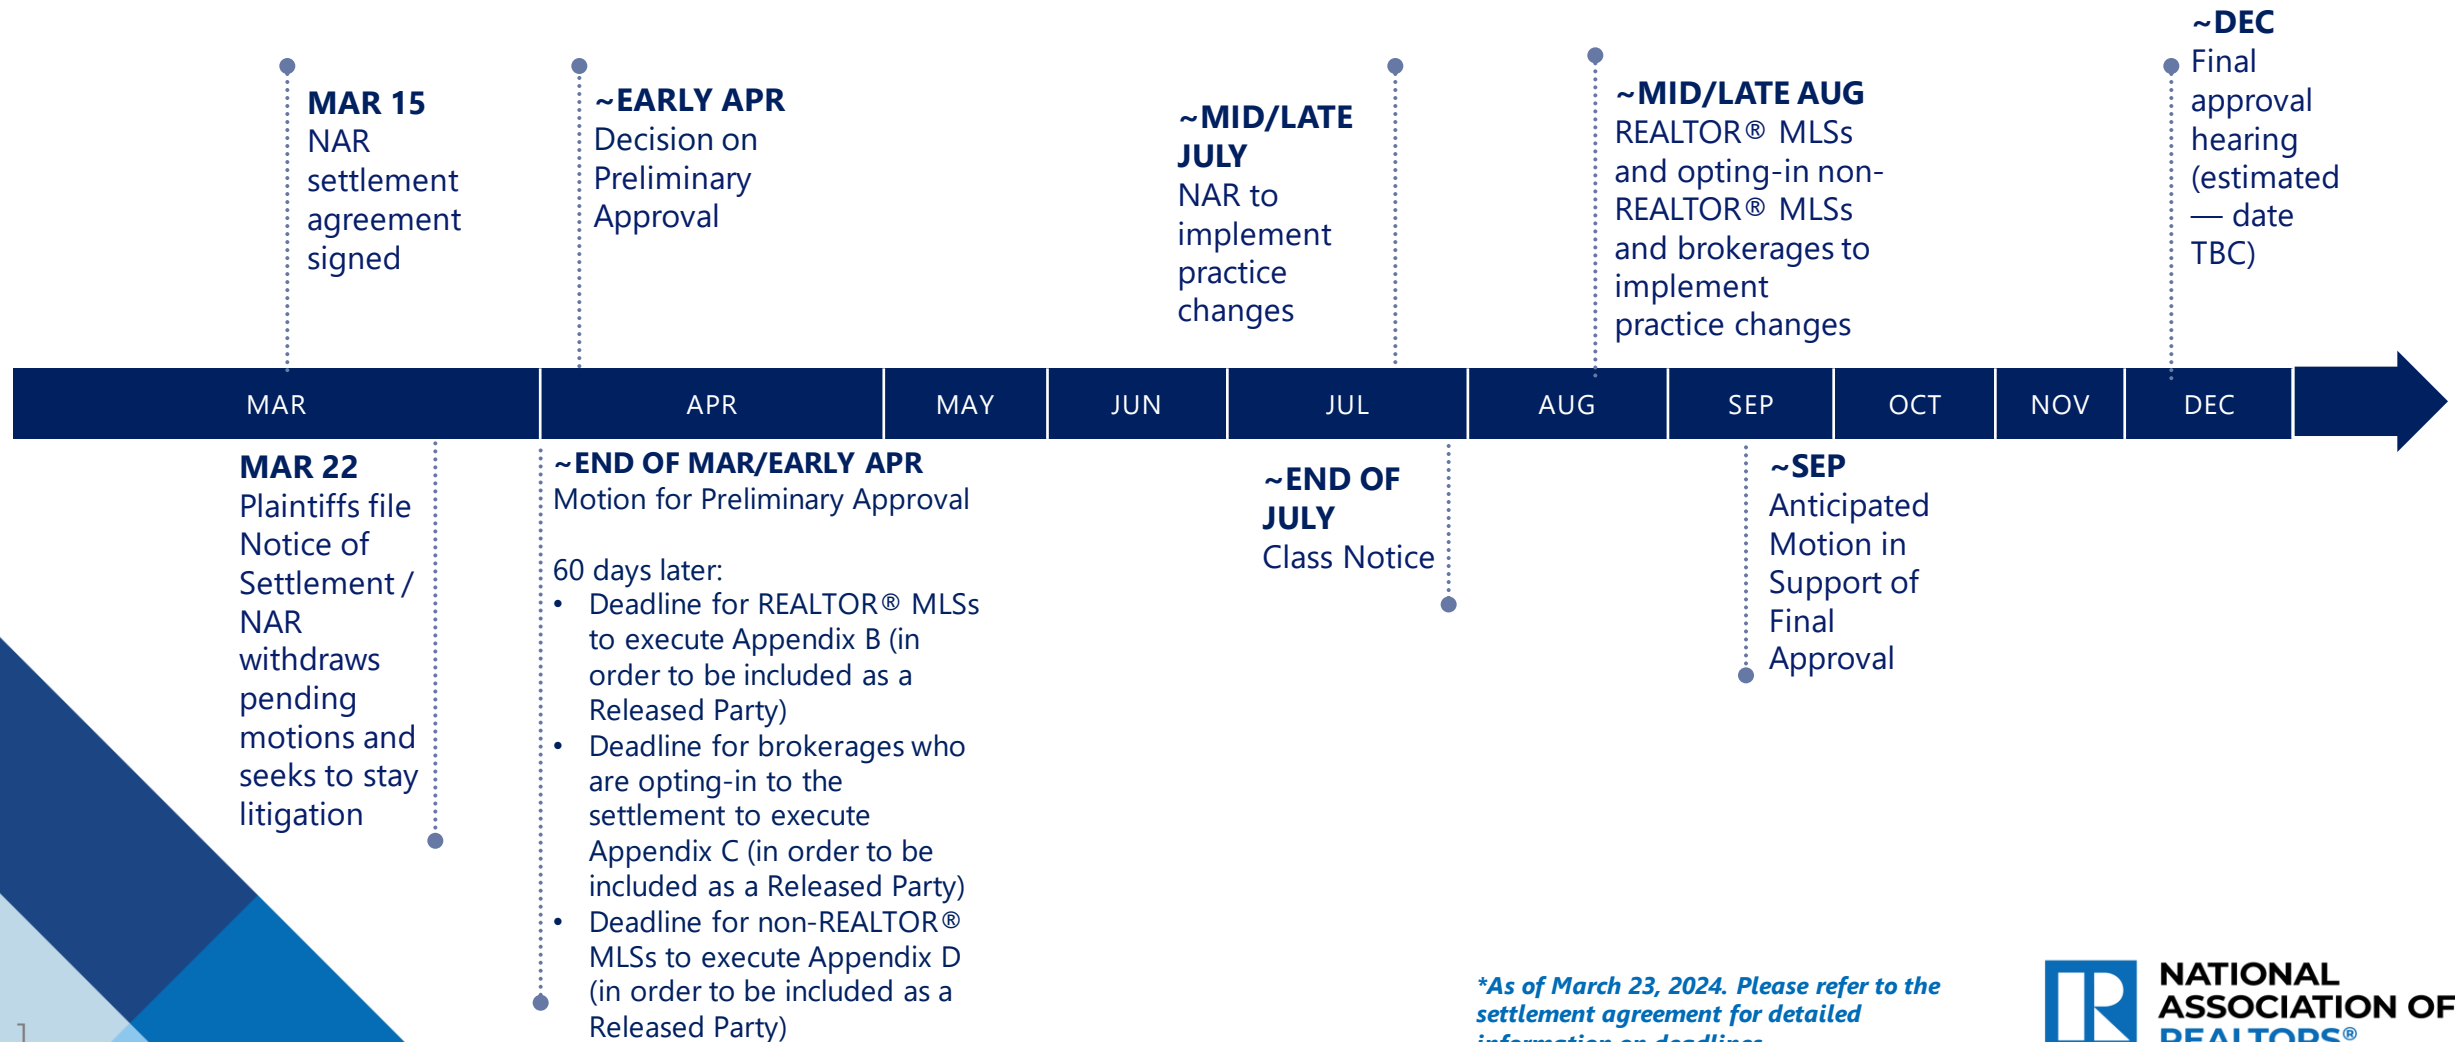 MAR 15
NAR
settlement
agreement
signed
~EARLY APR
Decision on
Preliminary
Approval
~MID/LATE
JULY
NAR to
implement
practice
changes
~MID/LATE AUG
REALTOR® MLSs
and opting-in non-
REALTOR® MLSs
and brokerages to
implement
practice changes
~DEC
Final
approval
hearing
(estimated
— date
TBC)
MAR
APR
MAY
JUN
JUL
AUG
SEP
OCT
NOV
DEC
MAR 22
Plaintiffs file
Notice of
Settlement /
NAR
withdraws
pending
motions and
seeks to stay
litigation
~END OF MAR/EARLY APR
Motion for Preliminary Approval
60 days later:
• Deadline for REALTOR® MLSs
to execute Appendix B (in
order to be included as a
Released Party)
• Deadline for brokerages who
are opting-in to the
settlement to execute
Appendix C (in order to be
included as a Released Party)
• Deadline for non-REALTOR®
MLSs to execute Appendix D
(in order to be included as a
Released Party)
~END OF
JULY
Class Notice
~SEP
Anticipated
Motion in
Support of
Final
Approval
*As of March 23, 2024. Please refer to the
settlement agreement for detailed
information on deadlines
NATIONAL
ASSOCIATION OF
REALTORS®
1